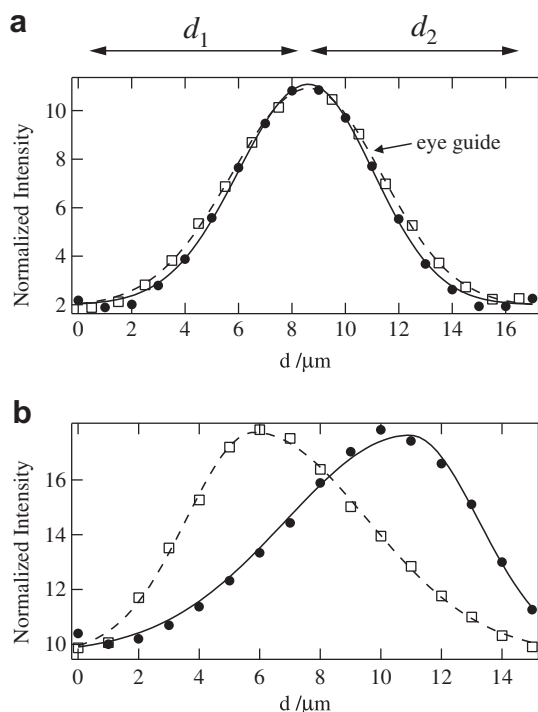 a
d1 d2
10
8
6
4
2
Normalized Intensity
eye guide
0 2 4 6 8 10 12 14 16
d /μm
b
16
14
12
10
Normalized Intensity
0 2 4 6 8 10 12 14
d /μm